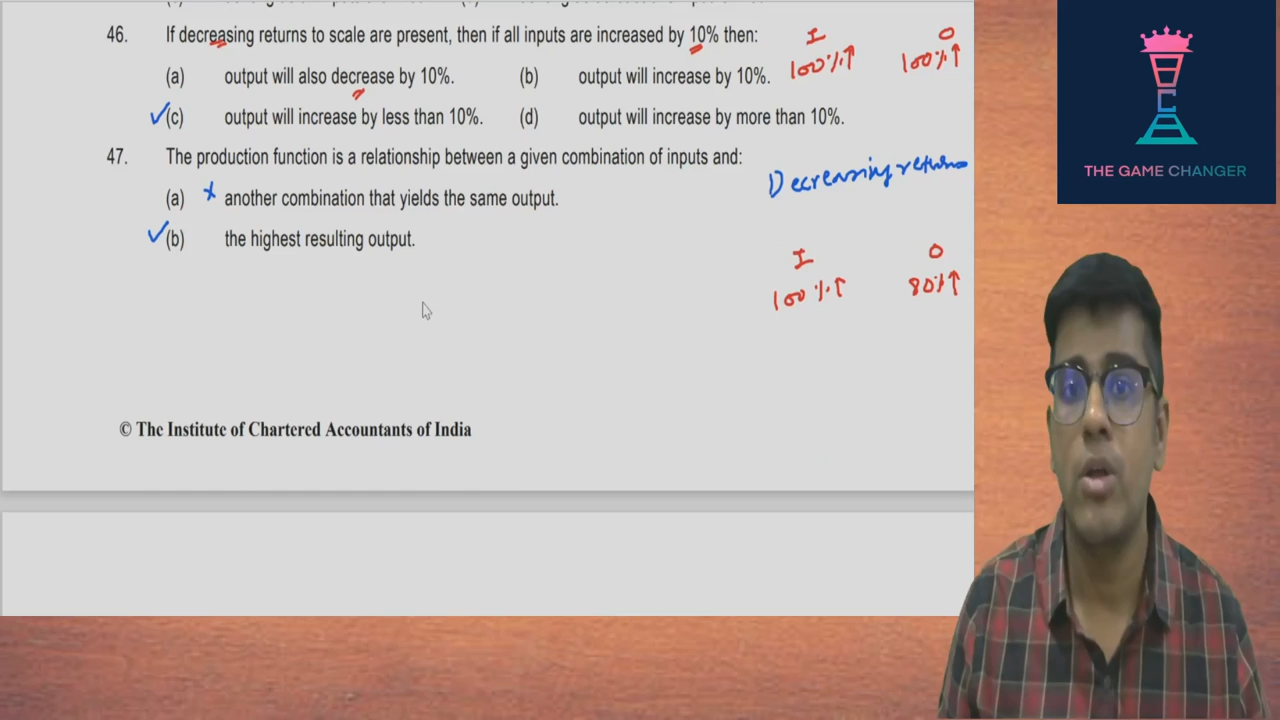 46. If decreasing returns to scale are present, then if all inputs are increased by 10% then:
(a) output will also decrease by 10%. (b) output will increase by 10%.
✓(c) output will increase by less than 10%. (d) output will increase by more than 10%.
47. The production function is a relationship between a given combination of inputs and:
(a) × another combination that yields the same output.
✓(b) the highest resulting output.
I O
100%↑ 100%↑
Decreasing returns
I O
100%↑ 80%↑
© The Institute of Chartered Accountants of India
THE GAME CHANGER